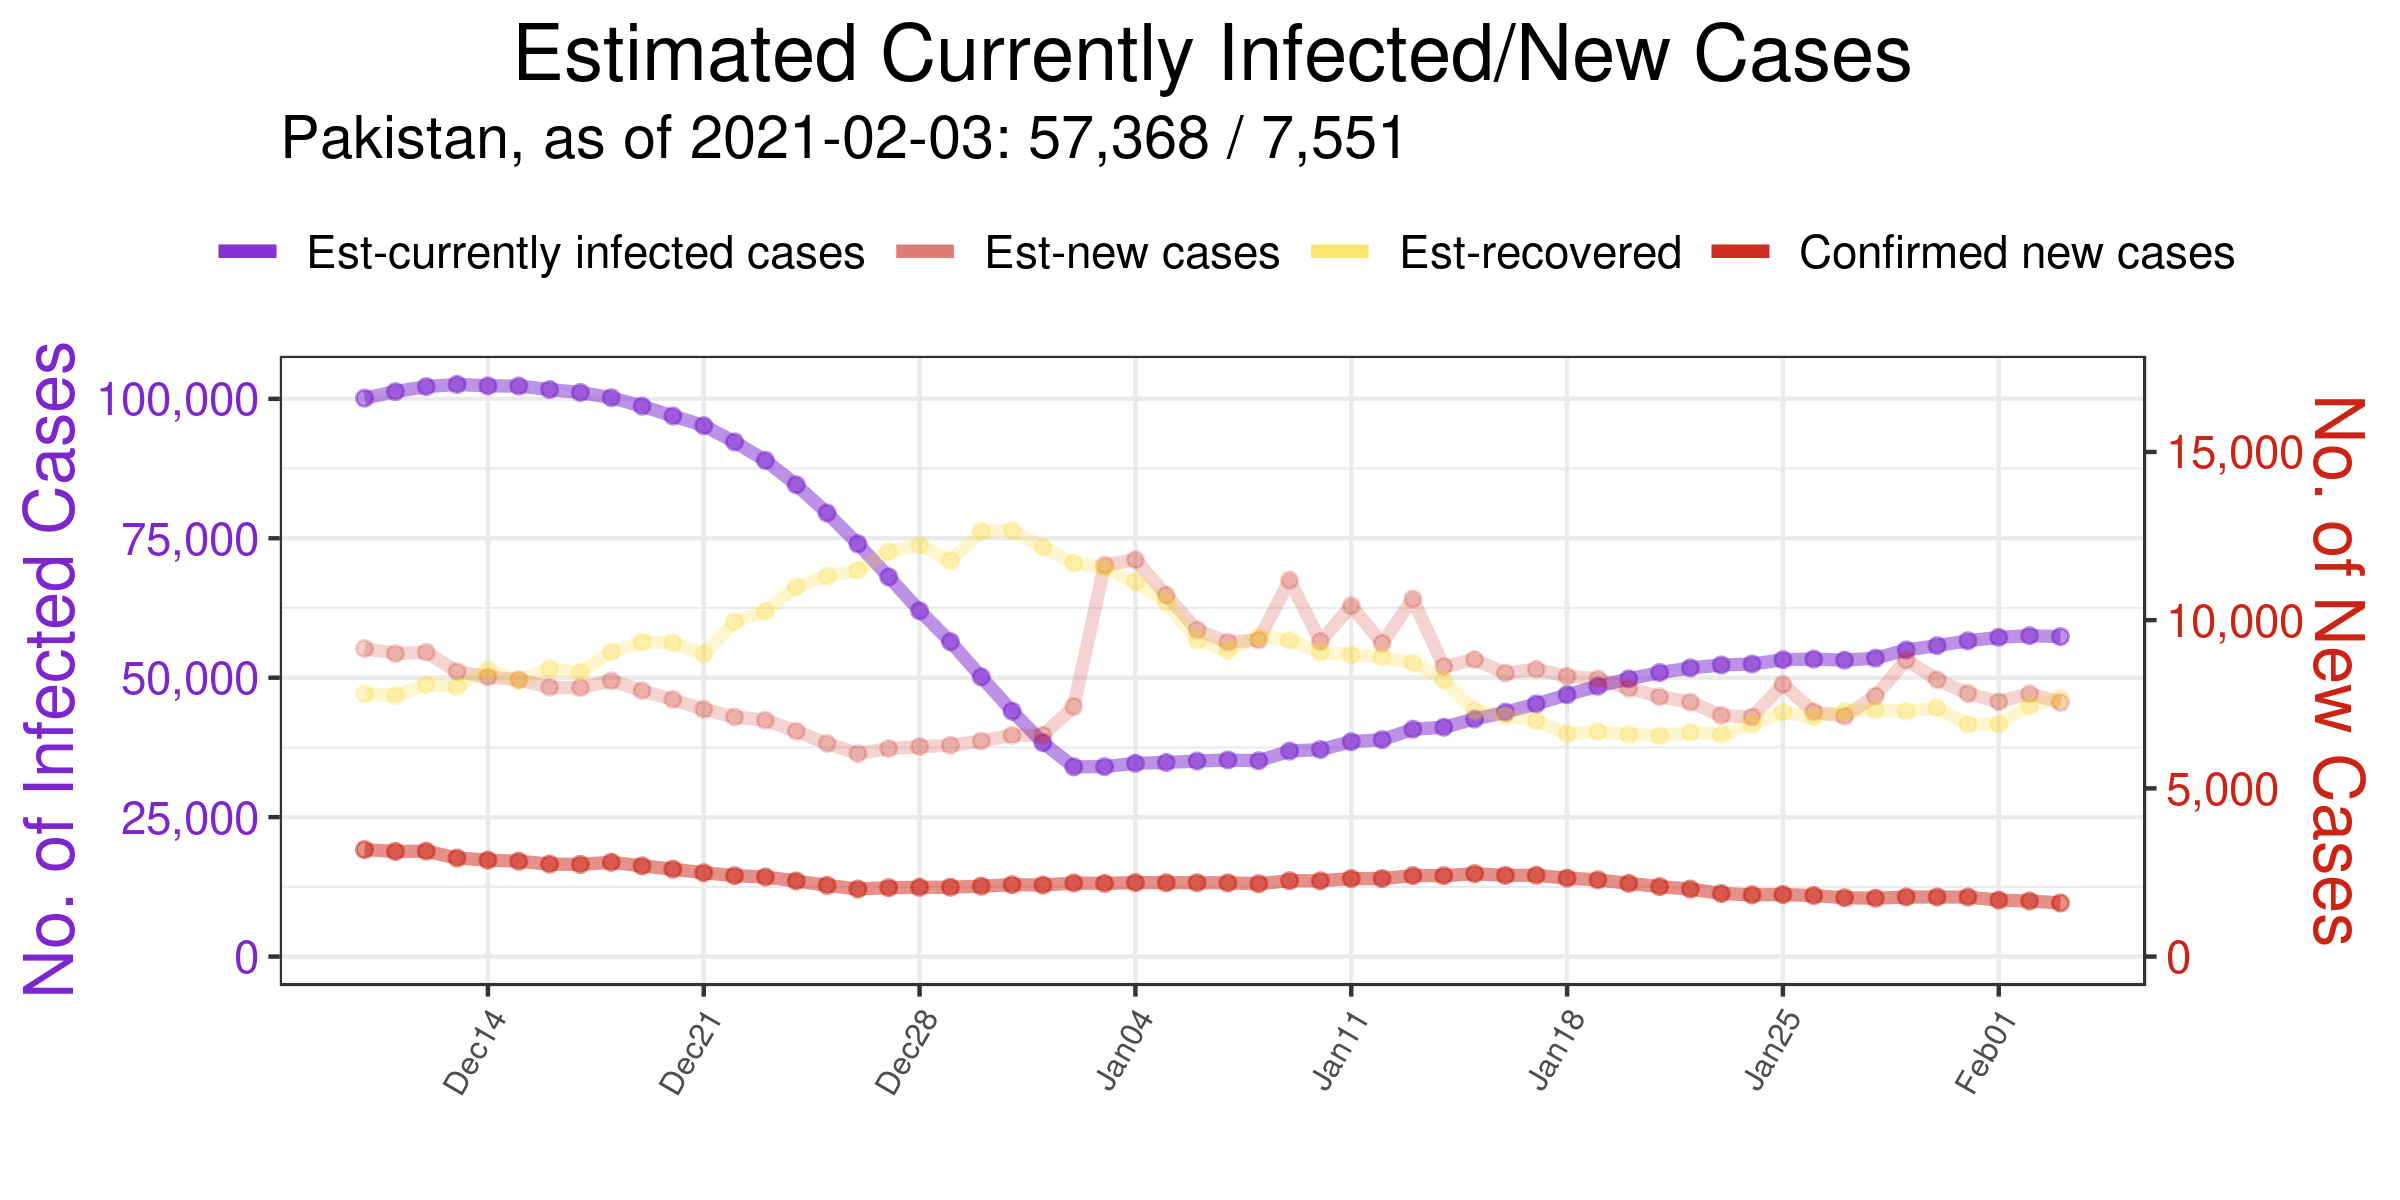 Estimated Currently Infected/New Cases
Pakistan, as of 2021-02-03: 57,368 / 7,551
Est-currently infected cases Est-new cases Est-recovered Confirmed new cases
No. of Infected Cases
100,000
75,000
50,000
25,000
0
15,000
10,000
5,000
0
No. of New Cases
Dec14 Dec21 Dec28 Jan04 Jan11 Jan18 Jan25 Feb01